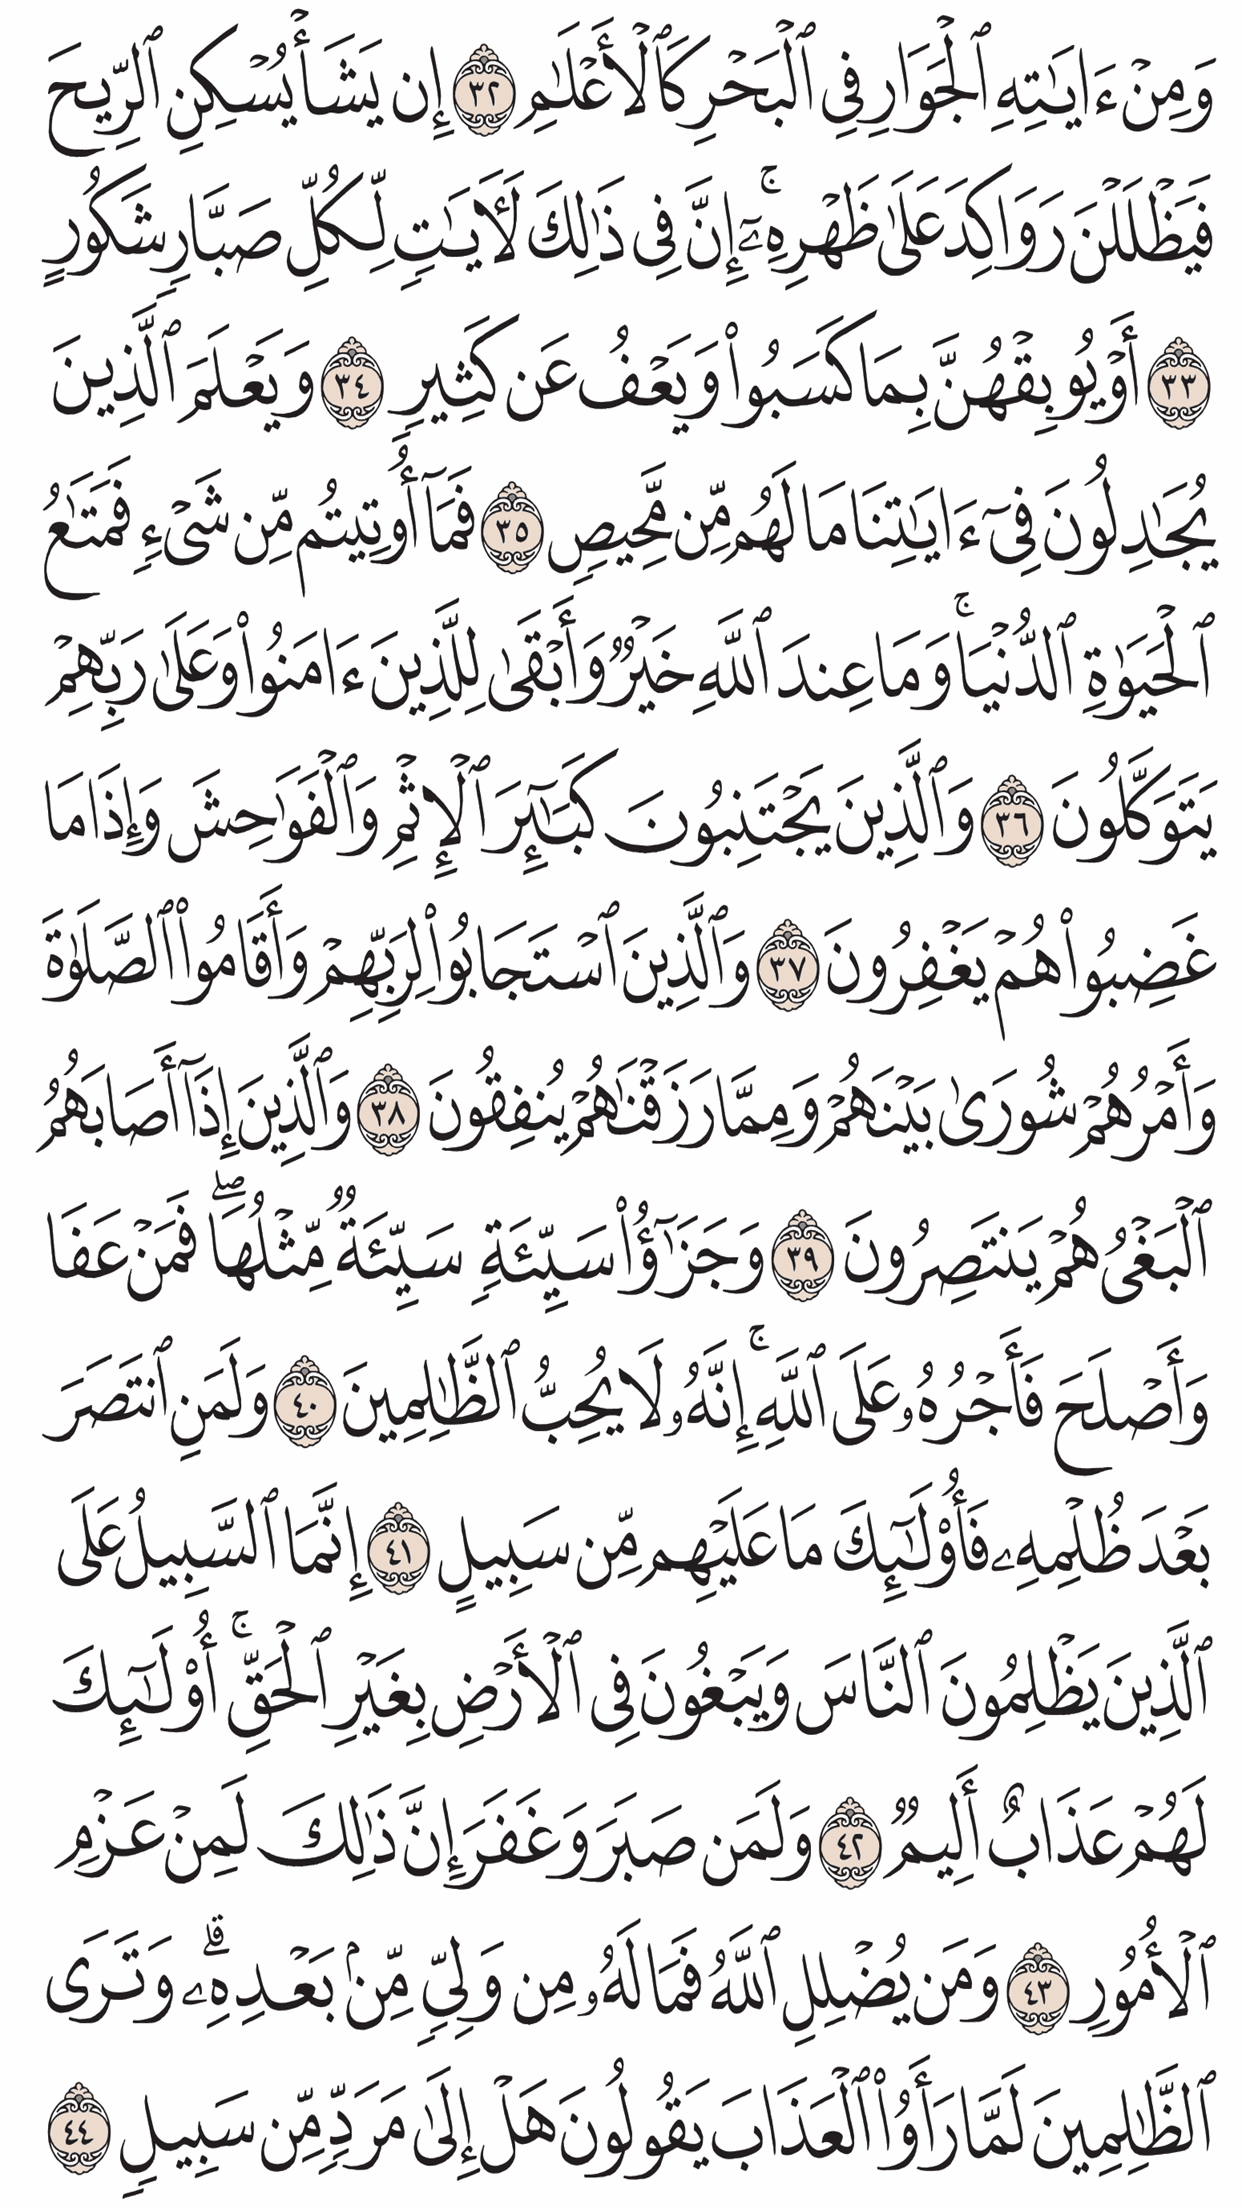 وَمِنْ ءَايَٰتِهِ ٱلْجَوَارِ فِى ٱلْبَحْرِ كَٱلْأَعْلَٰمِ ٣٢ إِن يَشَأْ يُسْكِنِ ٱلرِّيحَ
فَيَظْلَلْنَ رَوَاكِدَ عَلَىٰ ظَهْرِهِۦٓ ۚ إِنَّ فِى ذَٰلِكَ لَـَٔايَٰتٍ لِّكُلِّ صَبَّارٍ شَكُورٍ
٣٣ أَوْ يُوبِقْهُنَّ بِمَا كَسَبُوا۟ وَيَعْفُ عَن كَثِيرٍ ٣٤ وَيَعْلَمَ ٱلَّذِينَ
يُجَٰدِلُونَ فِىٓ ءَايَٰتِنَا مَا لَهُم مِّن مَّحِيصٍ ٣٥ فَمَآ أُوتِيتُم مِّن شَىْءٍ فَمَتَٰعُ
ٱلْحَيَوٰةِ ٱلدُّنْيَا ۚ وَمَا عِندَ ٱللَّهِ خَيْرٌ وَأَبْقَىٰ لِلَّذِينَ ءَامَنُوا۟ وَعَلَىٰ رَبِّهِمْ
يَتَوَكَّلُونَ ٣٦ وَٱلَّذِينَ يَجْتَنِبُونَ كَبَٰٓئِرَ ٱلْإِثْمِ وَٱلْفَوَٰحِشَ وَإِذَا مَا
غَضِبُوا۟ هُمْ يَغْفِرُونَ ٣٧ وَٱلَّذِينَ ٱسْتَجَابُوا۟ لِرَبِّهِمْ وَأَقَامُوا۟ ٱلصَّلَوٰةَ
وَأَمْرُهُمْ شُورَىٰ بَيْنَهُمْ وَمِمَّا رَزَقْنَٰهُمْ يُنفِقُونَ ٣٨ وَٱلَّذِينَ إِذَآ أَصَابَهُمُ
ٱلْبَغْىُ هُمْ يَنتَصِرُونَ ٣٩ وَجَزَٰٓؤُا۟ سَيِّئَةٍ سَيِّئَةٌ مِّثْلُهَا ۖ فَمَنْ عَفَا
وَأَصْلَحَ فَأَجْرُهُۥ عَلَى ٱللَّهِ ۚ إِنَّهُۥ لَا يُحِبُّ ٱلظَّٰلِمِينَ ٤٠ وَلَمَنِ ٱنتَصَرَ
بَعْدَ ظُلْمِهِۦ فَأُو۟لَٰٓئِكَ مَا عَلَيْهِم مِّن سَبِيلٍ ٤١ إِنَّمَا ٱلسَّبِيلُ عَلَى
ٱلَّذِينَ يَظْلِمُونَ ٱلنَّاسَ وَيَبْغُونَ فِى ٱلْأَرْضِ بِغَيْرِ ٱلْحَقِّ ۚ أُو۟لَٰٓئِكَ
لَهُمْ عَذَابٌ أَلِيمٌ ٤٢ وَلَمَن صَبَرَ وَغَفَرَ إِنَّ ذَٰلِكَ لَمِنْ عَزْمِ
ٱلْأُمُورِ ٤٣ وَمَن يُضْلِلِ ٱللَّهُ فَمَا لَهُۥ مِن وَلِىٍّ مِّنۢ بَعْدِهِۦ ۗ وَتَرَى
ٱلظَّٰلِمِينَ لَمَّا رَأَوُا۟ ٱلْعَذَابَ يَقُولُونَ هَلْ إِلَىٰ مَرَدٍّ مِّن سَبِيلٍ ٤٤